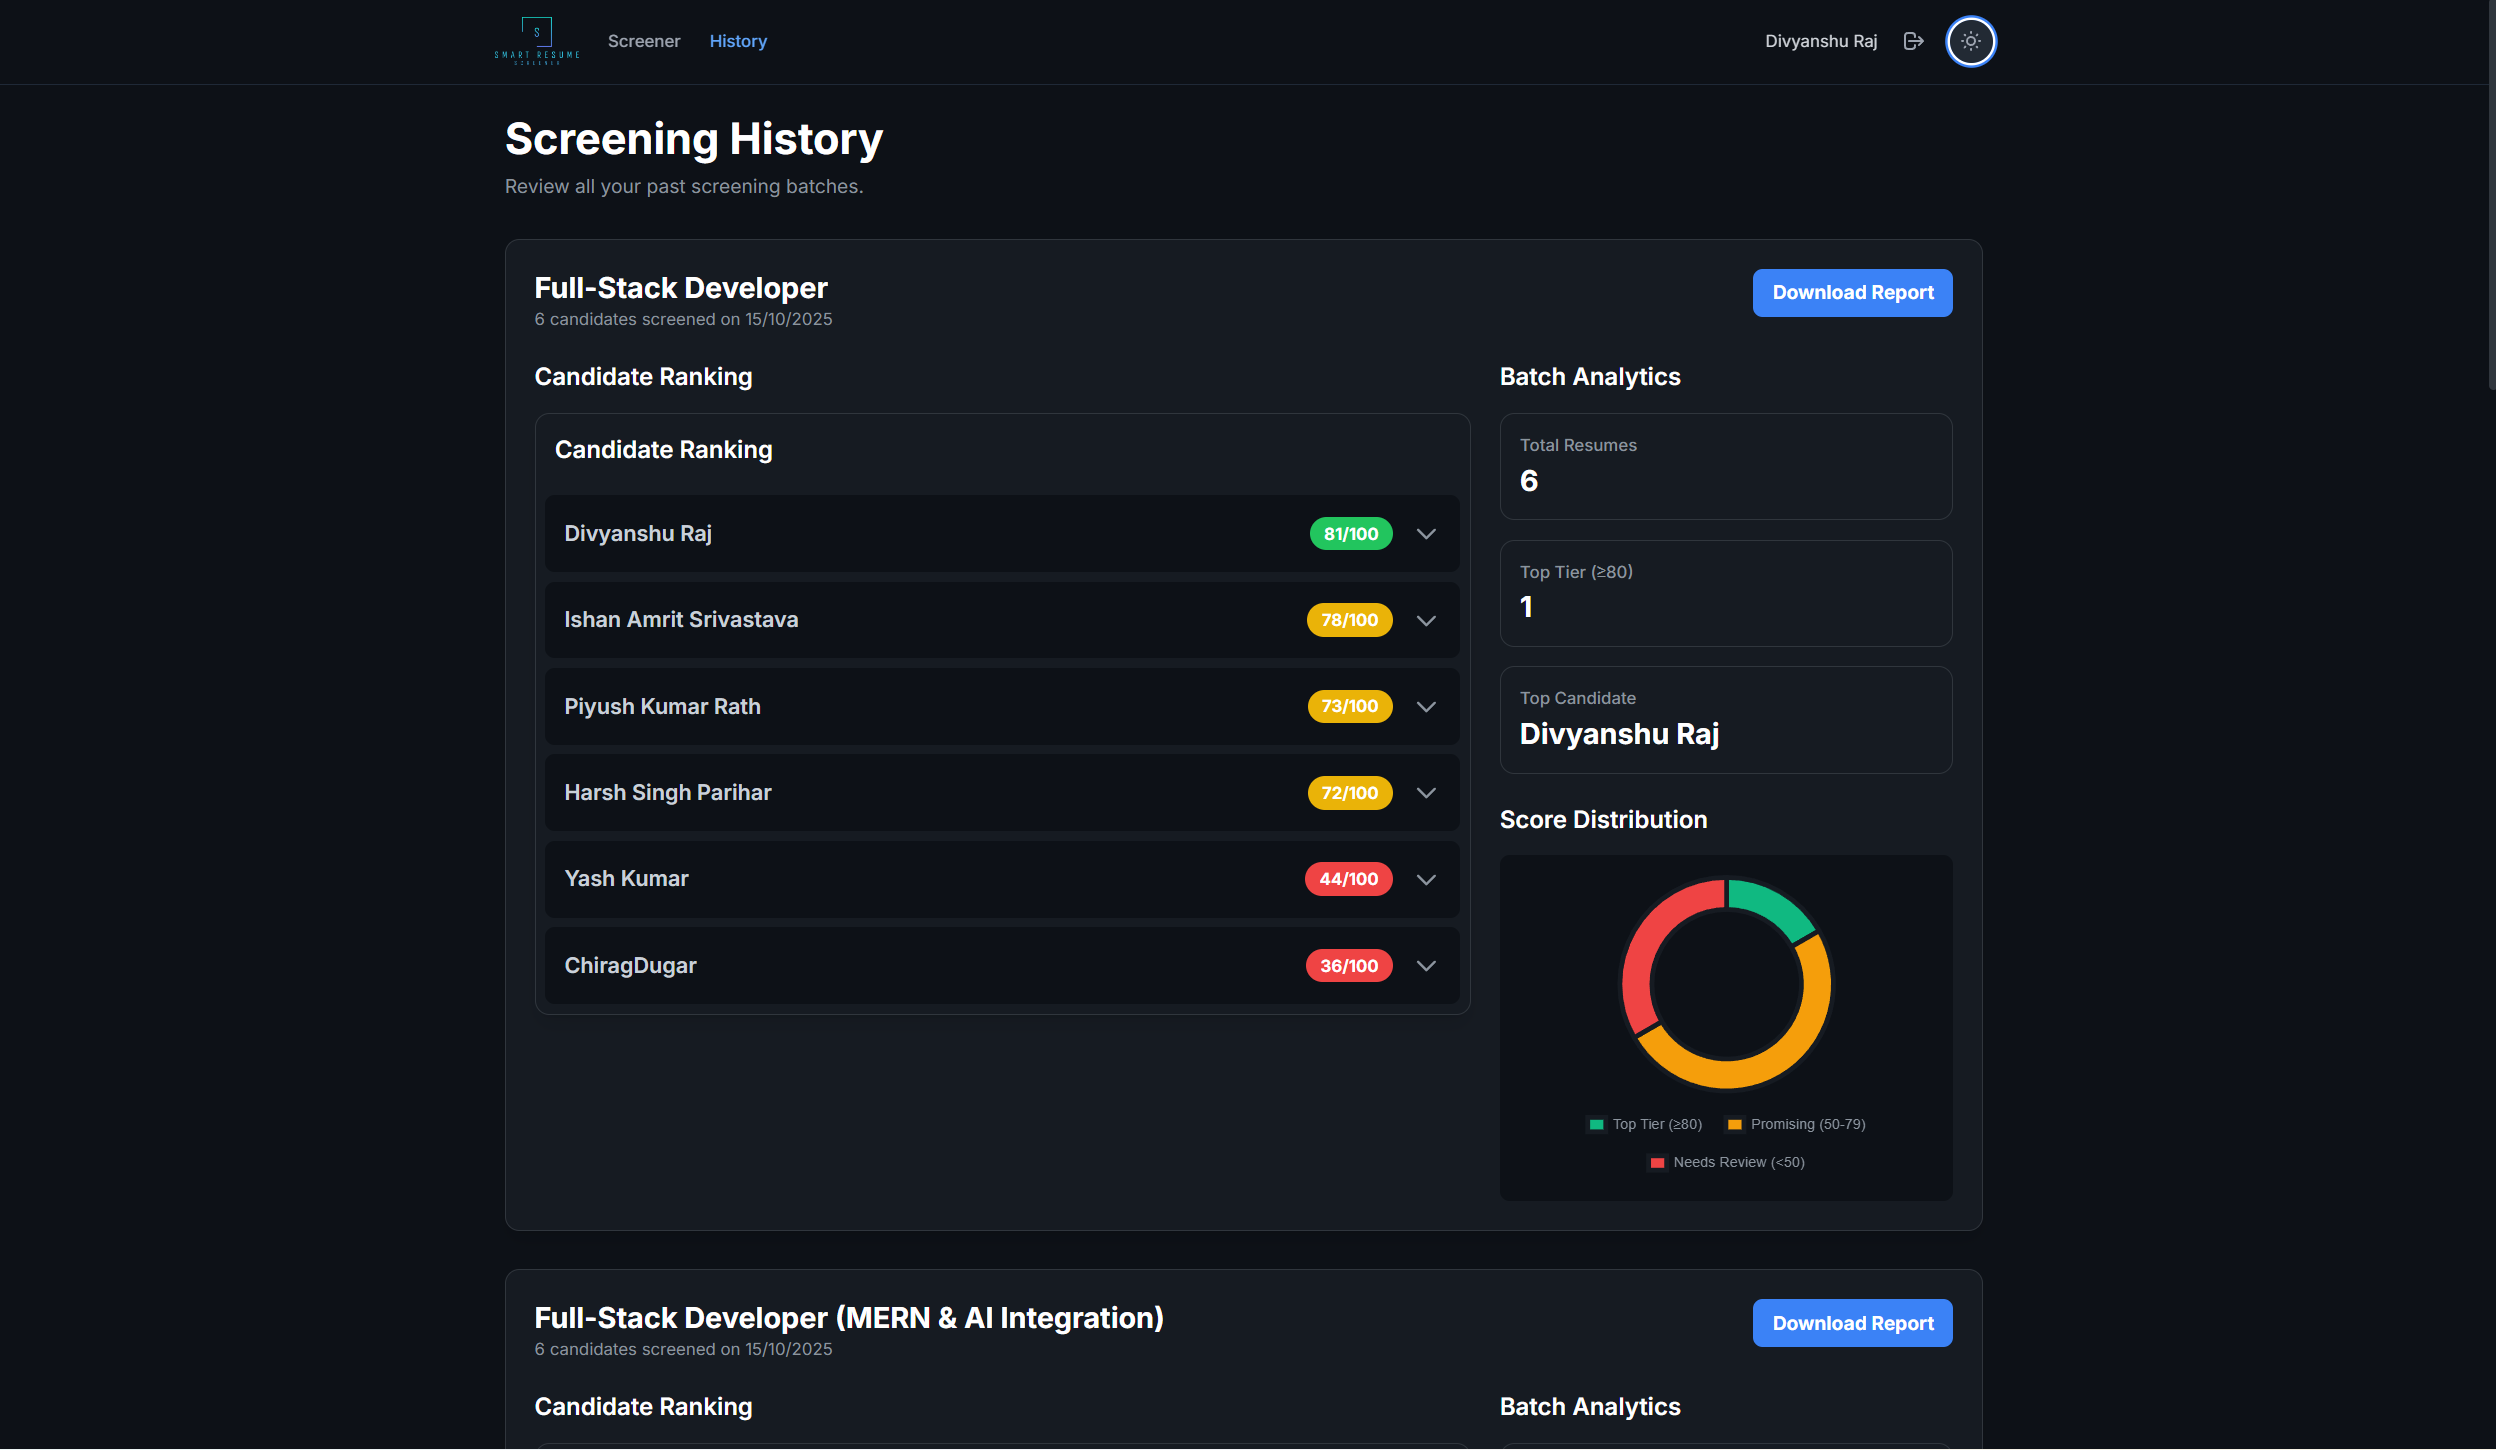 S
SMART RESUME
SCREENER
Screener
History
Divyanshu Raj
Screening History
Review all your past screening batches.
Full-Stack Developer
6 candidates screened on 15/10/2025
Download Report
Candidate Ranking
Candidate Ranking
Divyanshu Raj 81/100
Ishan Amrit Srivastava 78/100
Piyush Kumar Rath 73/100
Harsh Singh Parihar 72/100
Yash Kumar 44/100
ChiragDugar 36/100
Batch Analytics
Total Resumes
6
Top Tier (≥80)
1
Top Candidate
Divyanshu Raj
Score Distribution
Top Tier (≥80) Promising (50-79)
Needs Review (<50)
Full-Stack Developer (MERN & AI Integration)
6 candidates screened on 15/10/2025
Download Report
Candidate Ranking
Batch Analytics